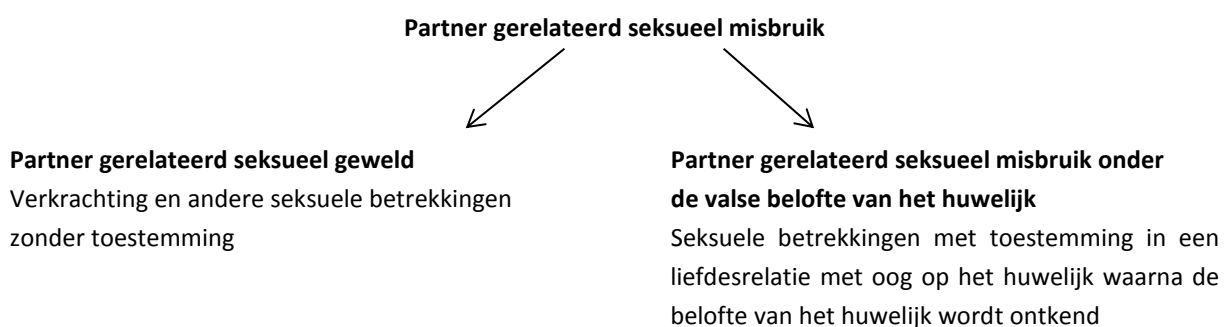 Partner gerelateerd seksueel misbruik
Partner gerelateerd seksueel geweld
Verkrachting en andere seksuele betrekkingen
zonder toestemming
Partner gerelateerd seksueel misbruik onder
de valse belofte van het huwelijk
Seksuele betrekkingen met toestemming in een
liefdesrelatie met oog op het huwelijk waarna de
belofte van het huwelijk wordt ontkend